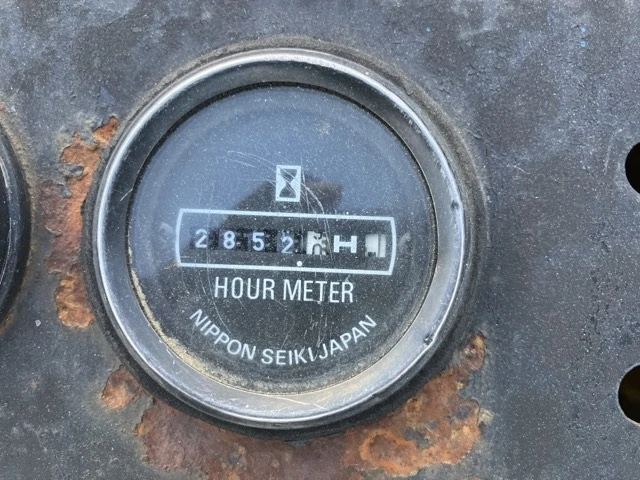 2852 H
HOUR METER
NIPPON SEIKI JAPAN